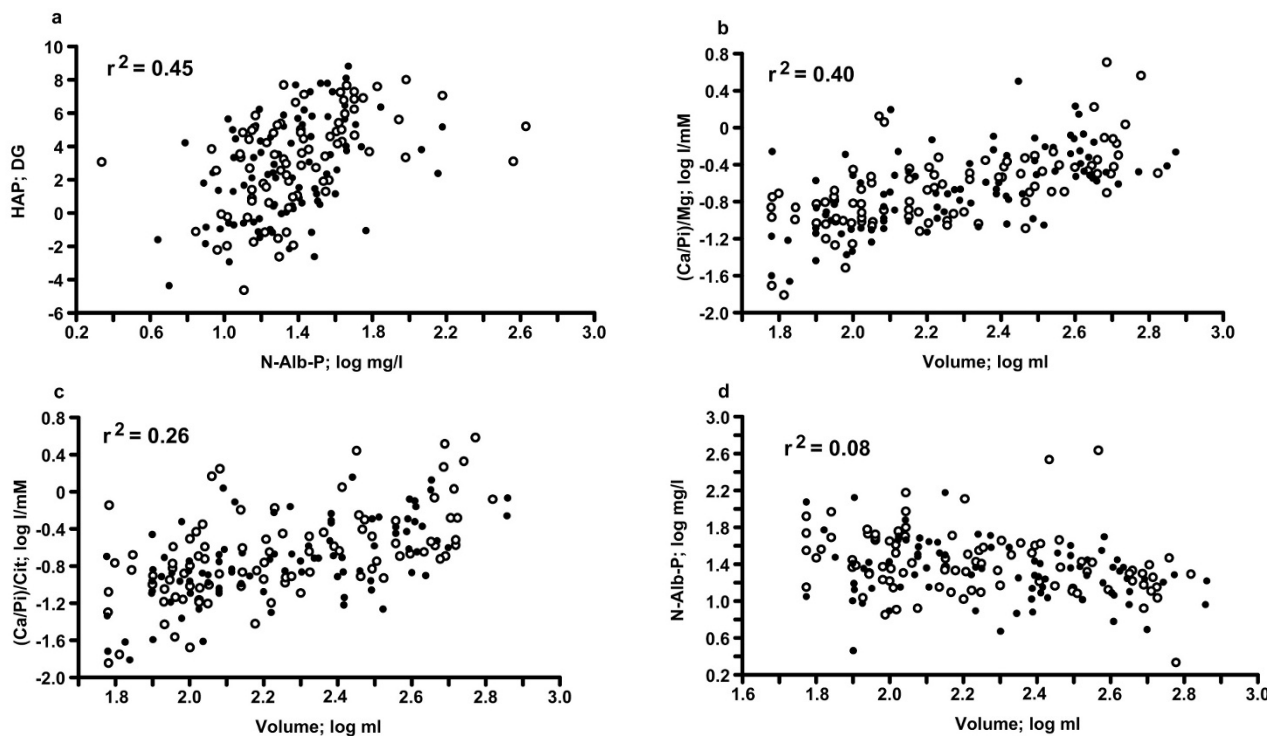 a
r² = 0.45
HAP; DG
10
8
6
4
2
0
-2
-4
-6
0.2 0.6 1.0 1.4 1.8 2.2 2.6 3.0
N-Alb-P; log mg/l
b
r² = 0.40
(Ca/Pi)/Mg; log l/mM
0.8
0.4
0
-0.4
-0.8
-1.2
-1.6
-2.0
1.8 2.0 2.2 2.4 2.6 2.8 3.0
Volume; log ml
c
r² = 0.26
(Ca/Pi)/Cit; log l/mM
0.8
0.4
0
-0.4
-0.8
-1.2
-1.6
-2.0
1.8 2.0 2.2 2.4 2.6 2.8 3.0
Volume; log ml
d
r² = 0.08
N-Alb-P; log mg/l
3.0
2.6
2.2
1.8
1.4
1.0
0.6
0.2
1.6 1.8 2.0 2.2 2.4 2.6 2.8 3.0
Volume; log ml